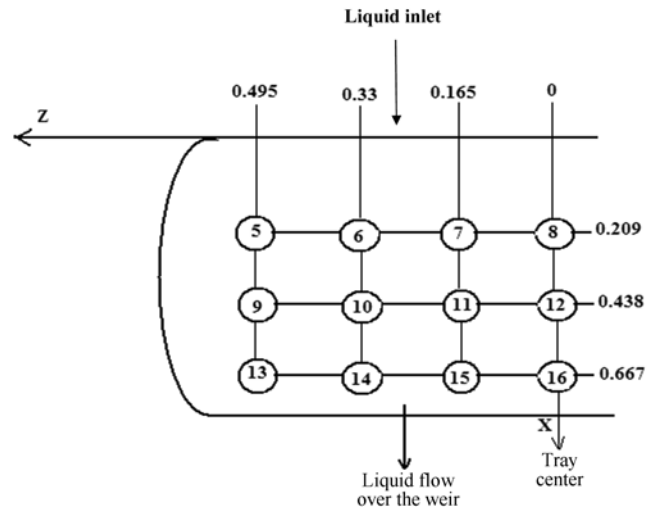 Liquid inlet
0.495 0.33 0.165 0
Z
5 6 7 8 0.209
9 10 11 12 0.438
13 14 15 16 0.667
X
Liquid flow
over the weir
Tray
center